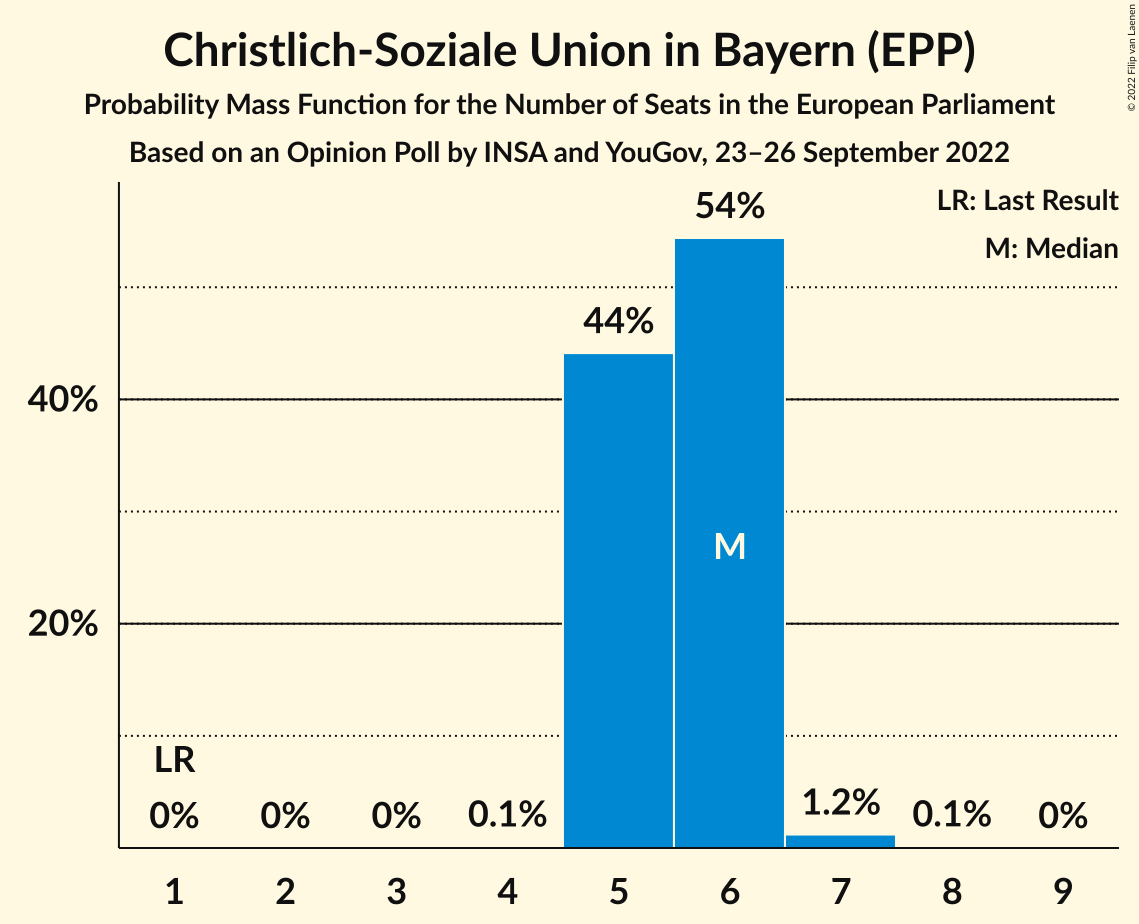 Christlich-Soziale Union in Bayern (EPP)
Probability Mass Function for the Number of Seats in the European Parliament
Based on an Opinion Poll by INSA and YouGov, 23–26 September 2022
© 2022 Filip van Laenen
LR: Last Result
M: Median
54%
44%
40%
M
20%
LR
0% 0% 0% 0.1% 1.2% 0.1% 0%
1 2 3 4 5 6 7 8 9